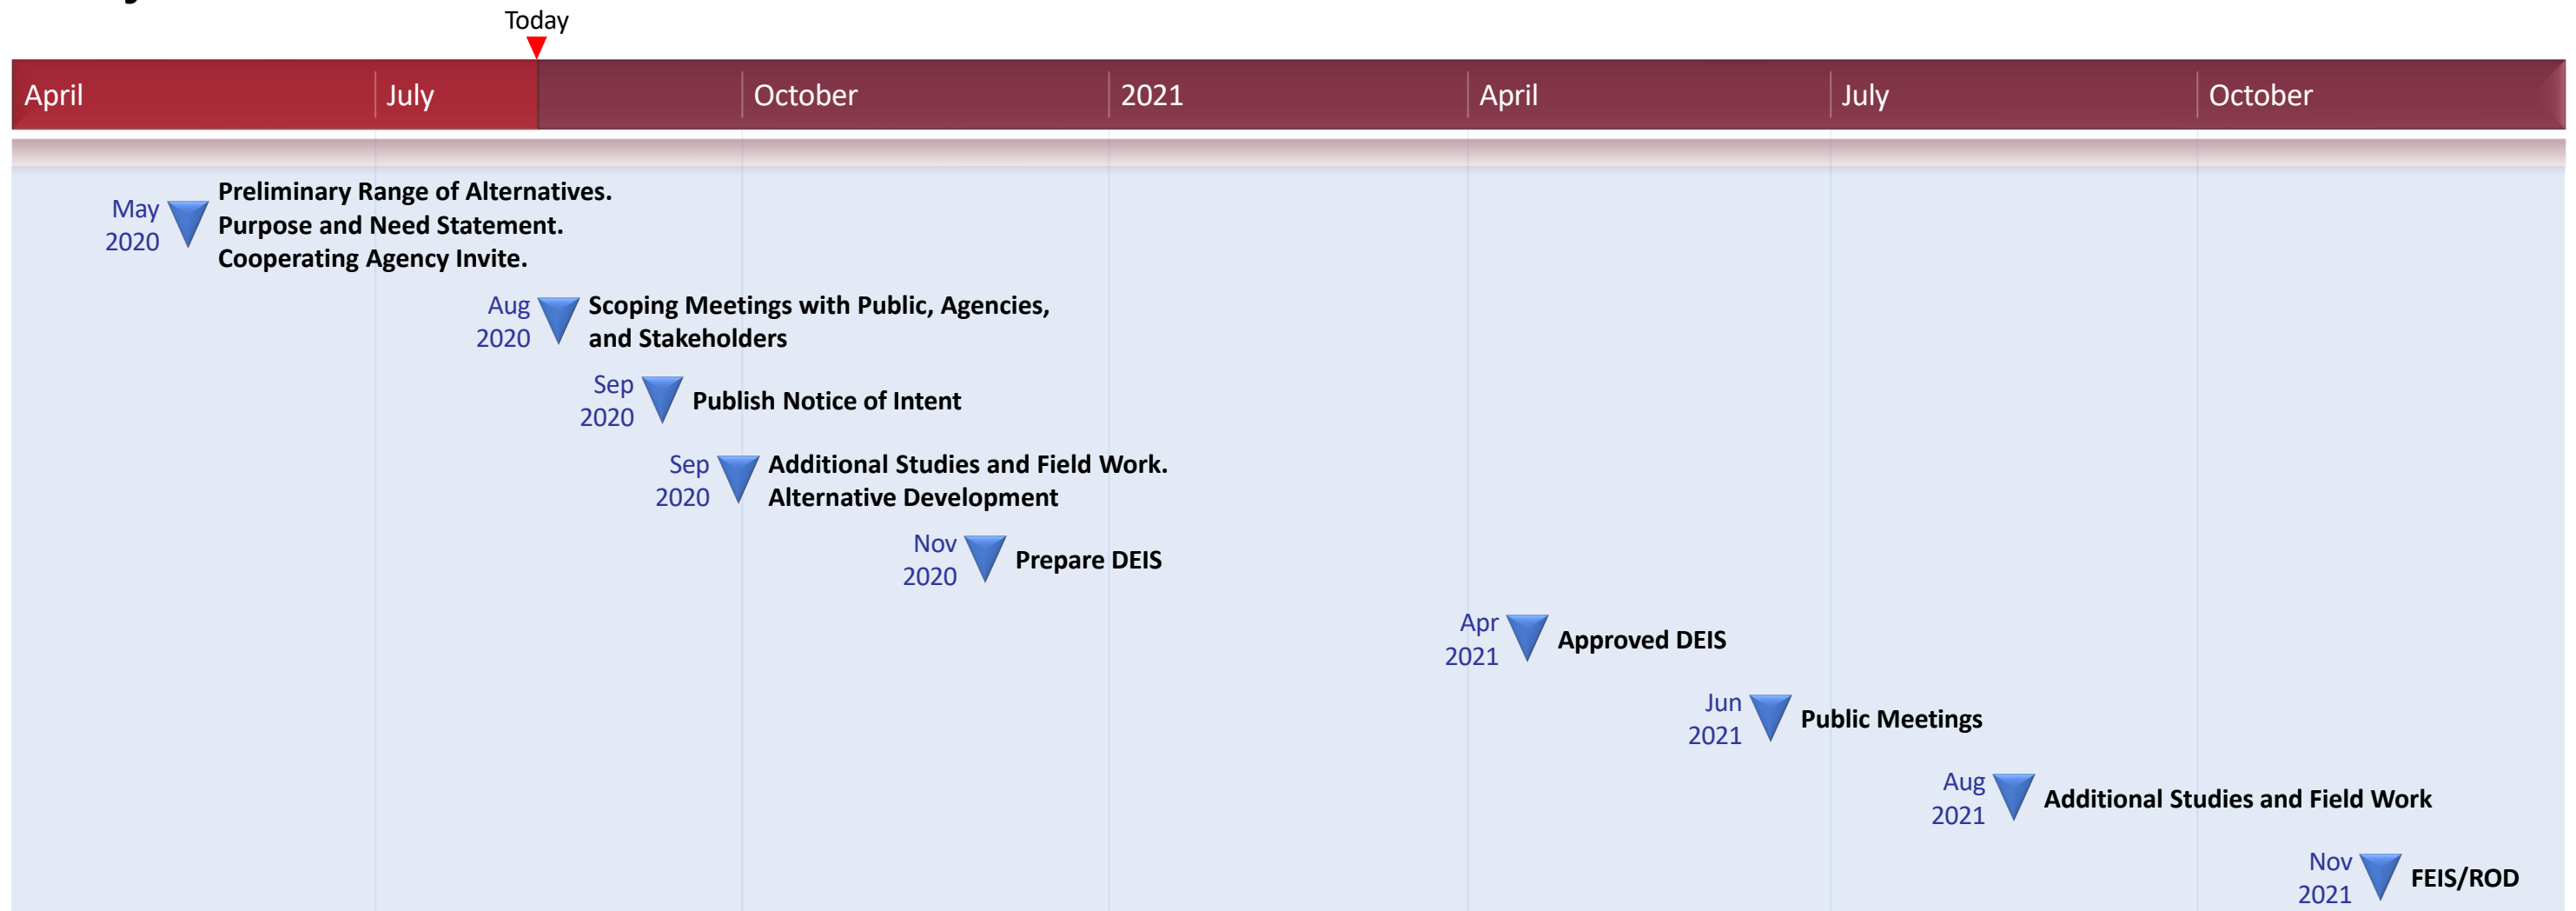 Today
April July October 2021 April July October
May
2020
Preliminary Range of Alternatives.
Purpose and Need Statement.
Cooperating Agency Invite.
Aug
2020
Scoping Meetings with Public, Agencies,
and Stakeholders
Sep
2020
Publish Notice of Intent
Sep
2020
Additional Studies and Field Work.
Alternative Development
Nov
2020
Prepare DEIS
Apr
2021
Approved DEIS
Jun
2021
Public Meetings
Aug
2021
Additional Studies and Field Work
Nov
2021
FEIS/ROD